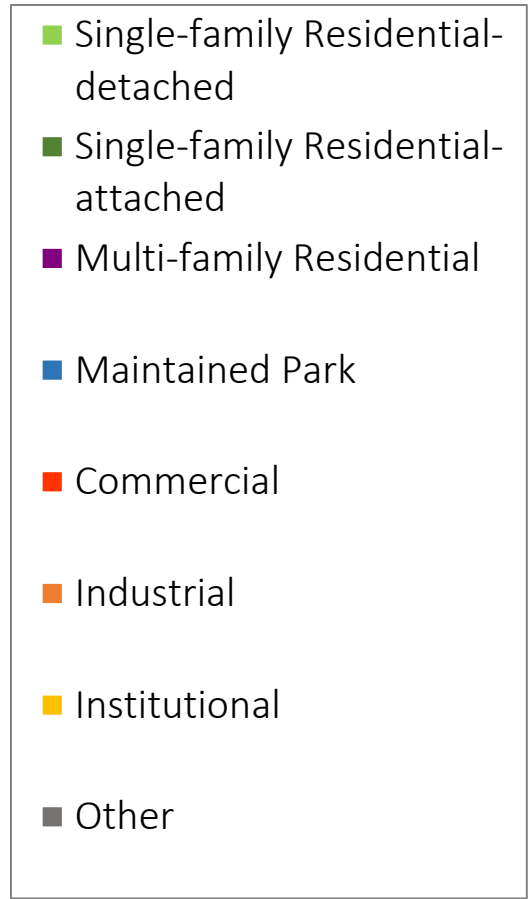 Single-family Residential-
detached
Single-family Residential-
attached
Multi-family Residential
Maintained Park
Commercial
Industrial
Institutional
Other